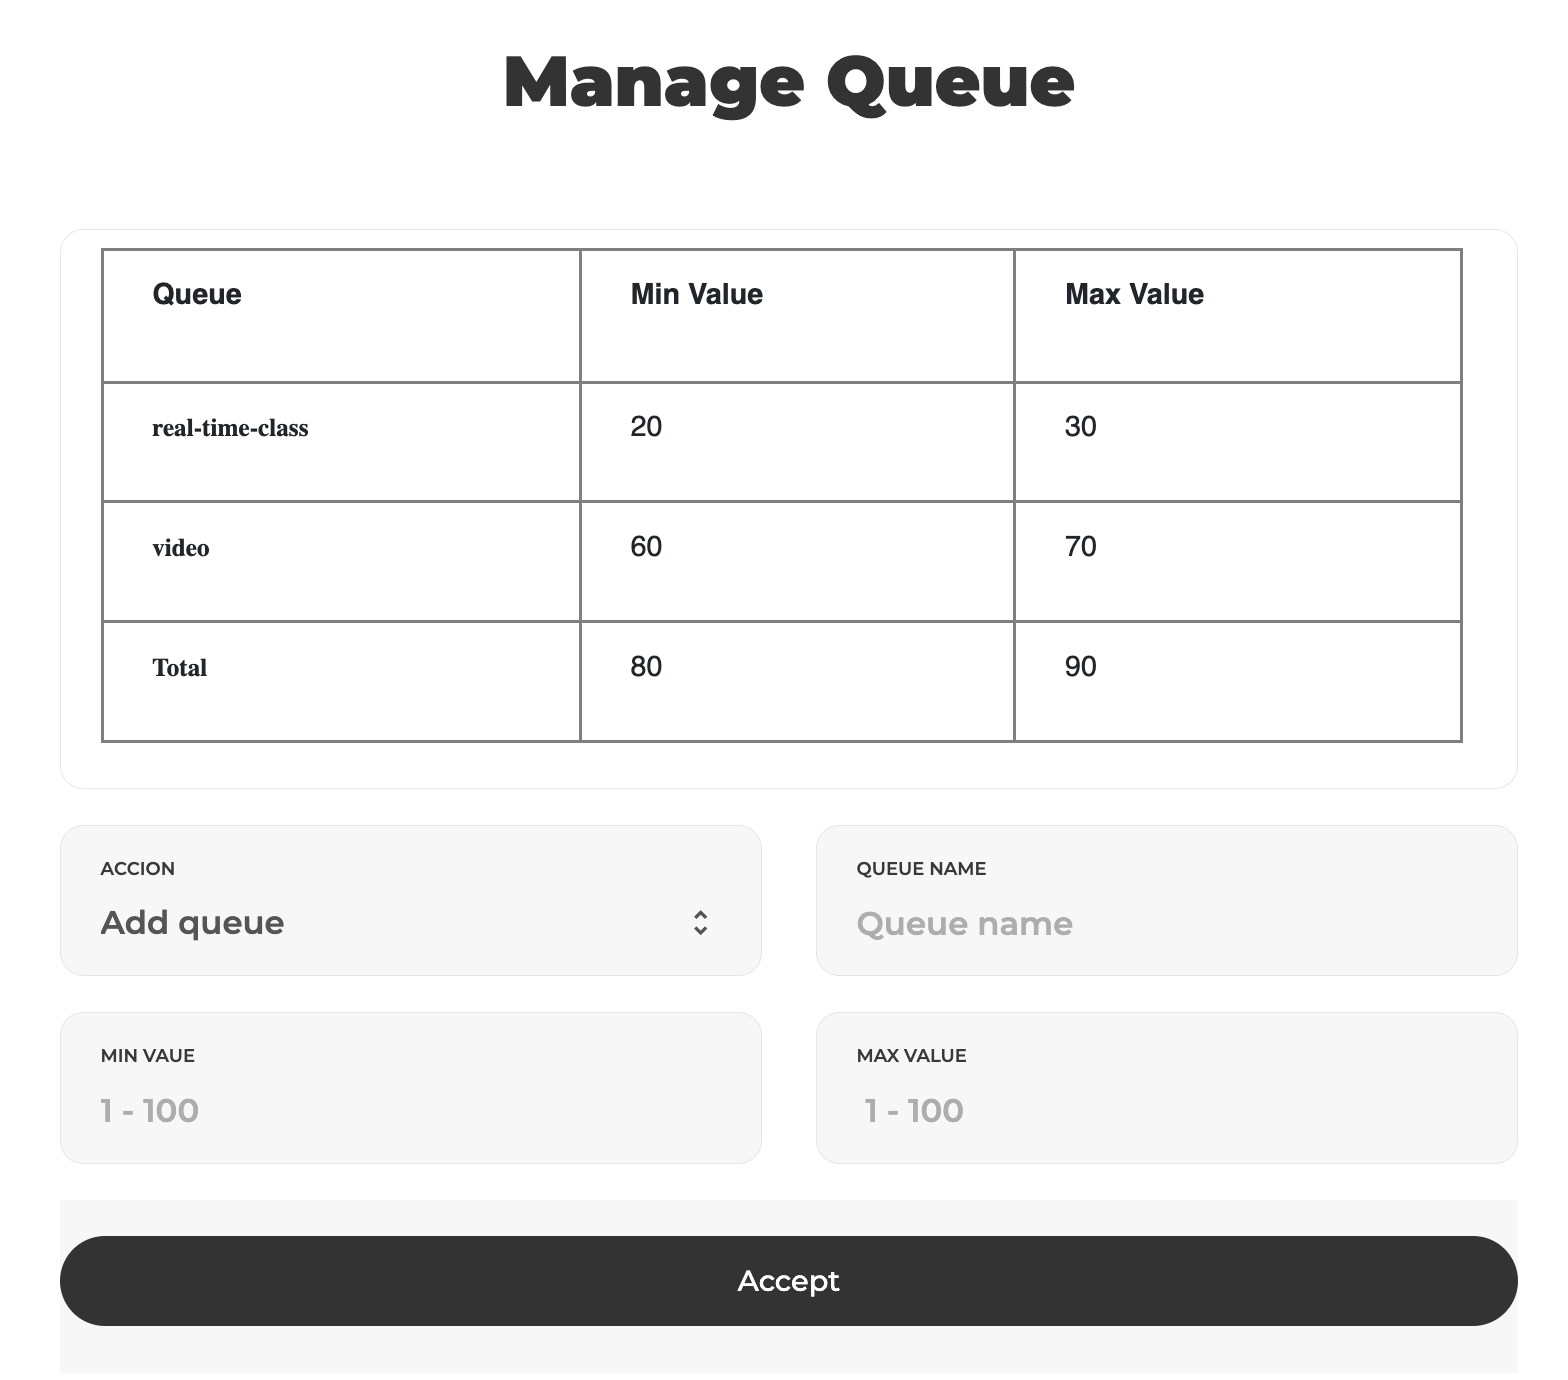 Manage Queue
Queue Min Value Max Value
real-time-class 20 30
video 60 70
Total 80 90
ACCION QUEUE NAME
Add queue Queue name
MIN VAUE MAX VALUE
1 - 100 1 - 100
Accept